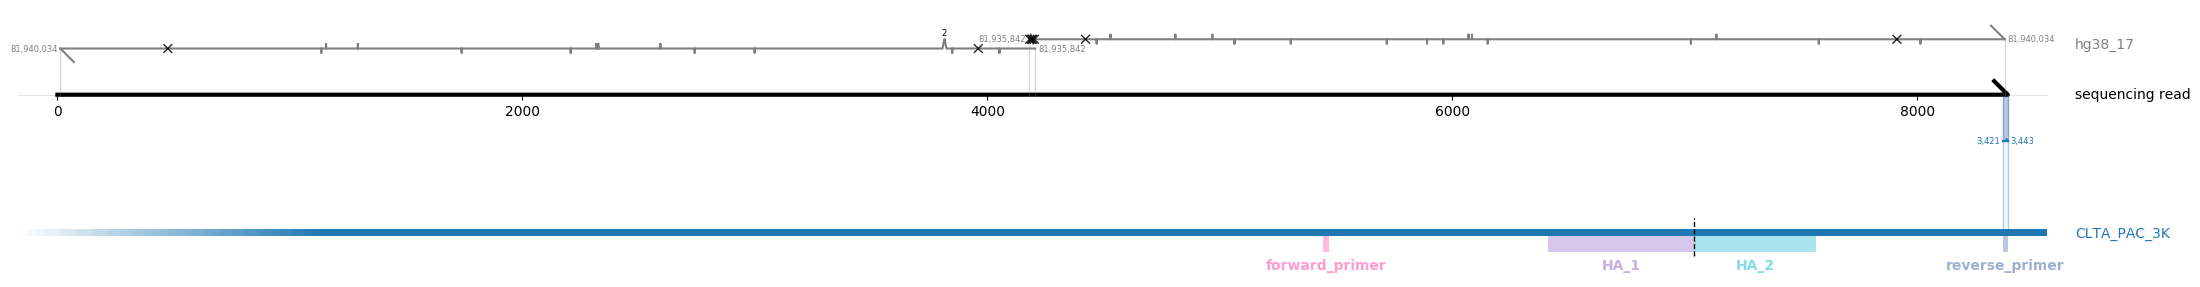 2
81,935,842
81,940,034
81,935,842
81,940,034
hg38_17
sequencing read
0 2000 4000 6000 8000
3,421 3,443
CLTA_PAC_3K
forward_primer HA_1 HA_2 reverse_primer